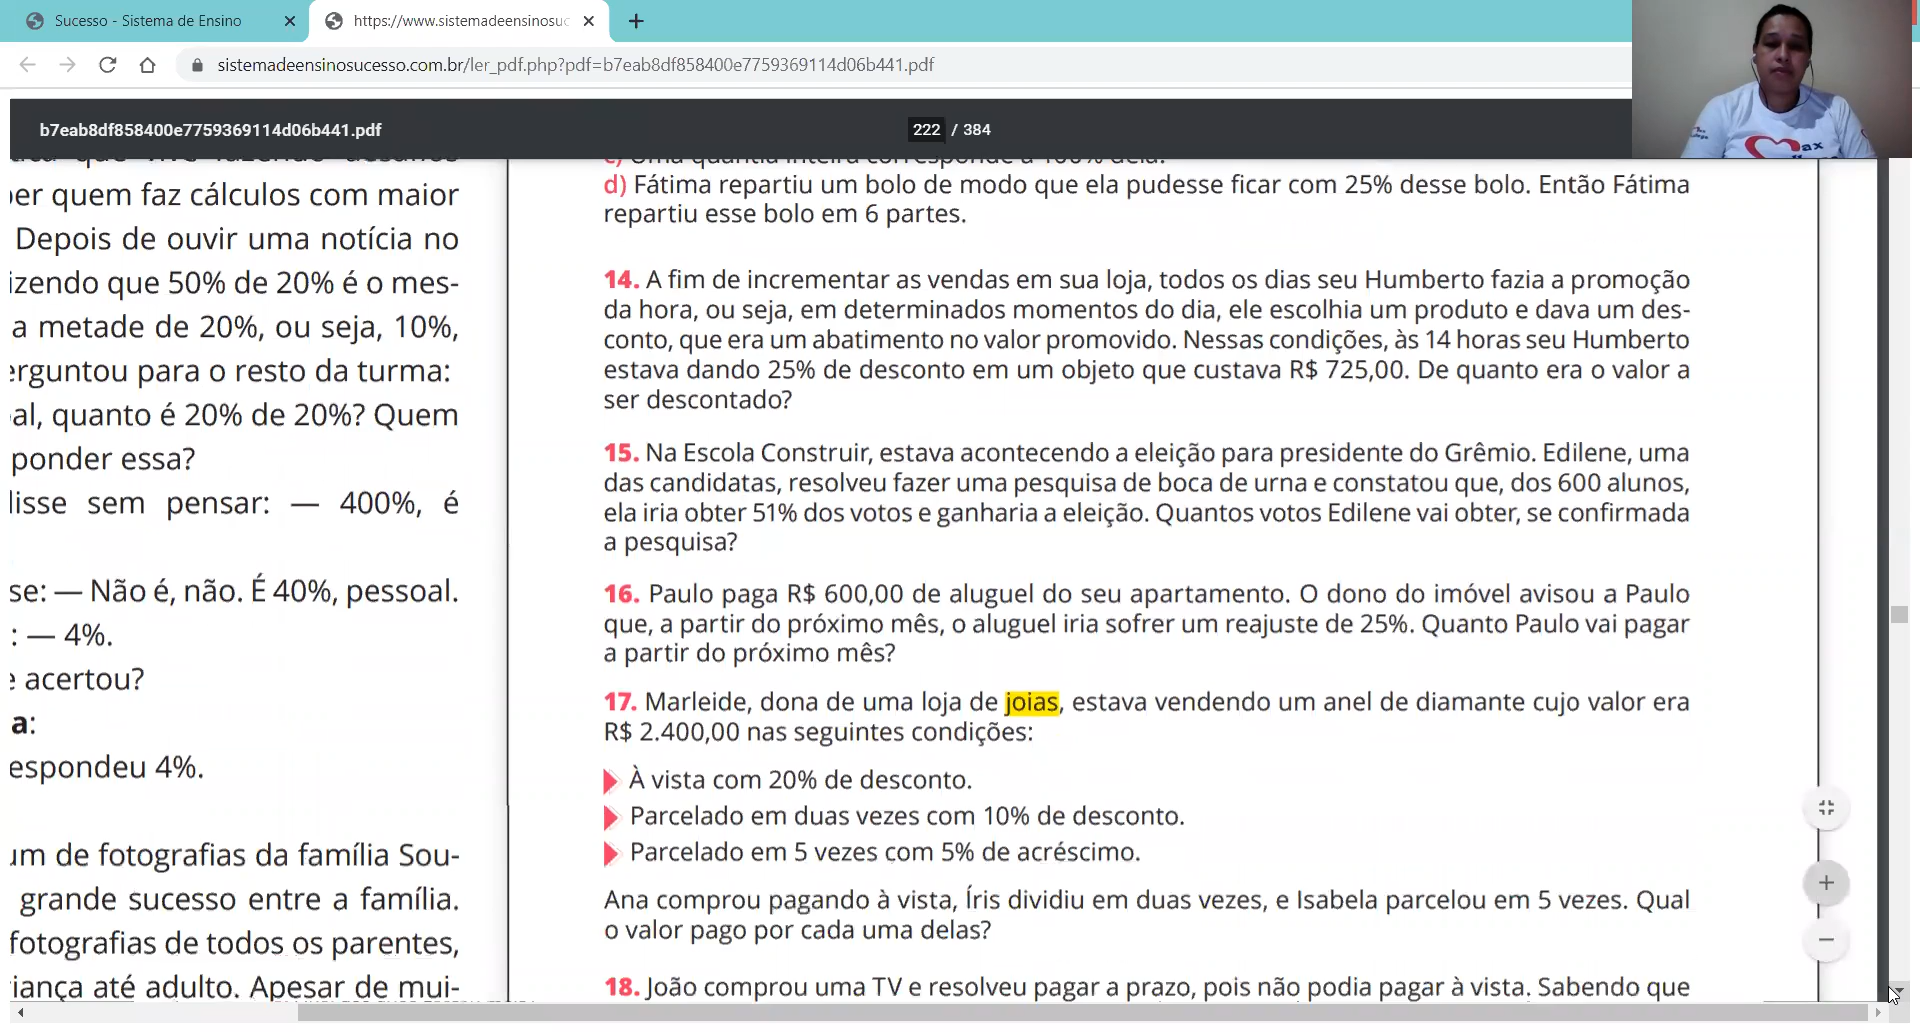 Sucesso - Sistema de Ensino
https://www.sistemadeensinosuc
sistemadeensinosucesso.com.br/ler_pdf.php?pdf=b7eab8df858400e7759369114d06b441.pdf
b7eab8df858400e7759369114d06b441.pdf
222 / 384
er quem faz cálculos com maior
Depois de ouvir uma notícia no
izendo que 50% de 20% é o mes-
a metade de 20%, ou seja, 10%,
erguntou para o resto da turma:
al, quanto é 20% de 20%? Quem
ponder essa?
lisse sem pensar: — 400%, é
se: — Não é, não. É 40%, pessoal.
: — 4%.
e acertou?
a:
espondeu 4%.
um de fotografias da família Sou-
grande sucesso entre a família.
fotografias de todos os parentes,
iança até adulto. Apesar de mui-
c) Uma quantia inteira corresponde a 100% dela.
d) Fátima repartiu um bolo de modo que ela pudesse ficar com 25% desse bolo. Então Fátima
repartiu esse bolo em 6 partes.
14. A fim de incrementar as vendas em sua loja, todos os dias seu Humberto fazia a promoção
da hora, ou seja, em determinados momentos do dia, ele escolhia um produto e dava um des-
conto, que era um abatimento no valor promovido. Nessas condições, às 14 horas seu Humberto
estava dando 25% de desconto em um objeto que custava R$ 725,00. De quanto era o valor a
ser descontado?
15. Na Escola Construir, estava acontecendo a eleição para presidente do Grêmio. Edilene, uma
das candidatas, resolveu fazer uma pesquisa de boca de urna e constatou que, dos 600 alunos,
ela iria obter 51% dos votos e ganharia a eleição. Quantos votos Edilene vai obter, se confirmada
a pesquisa?
16. Paulo paga R$ 600,00 de aluguel do seu apartamento. O dono do imóvel avisou a Paulo
que, a partir do próximo mês, o aluguel iria sofrer um reajuste de 25%. Quanto Paulo vai pagar
a partir do próximo mês?
17. Marleide, dona de uma loja de joias, estava vendendo um anel de diamante cujo valor era
R$ 2.400,00 nas seguintes condições:
À vista com 20% de desconto.
Parcelado em duas vezes com 10% de desconto.
Parcelado em 5 vezes com 5% de acréscimo.
Ana comprou pagando à vista, Íris dividiu em duas vezes, e Isabela parcelou em 5 vezes. Qual
o valor pago por cada uma delas?
18. João comprou uma TV e resolveu pagar a prazo, pois não podia pagar à vista. Sabendo que